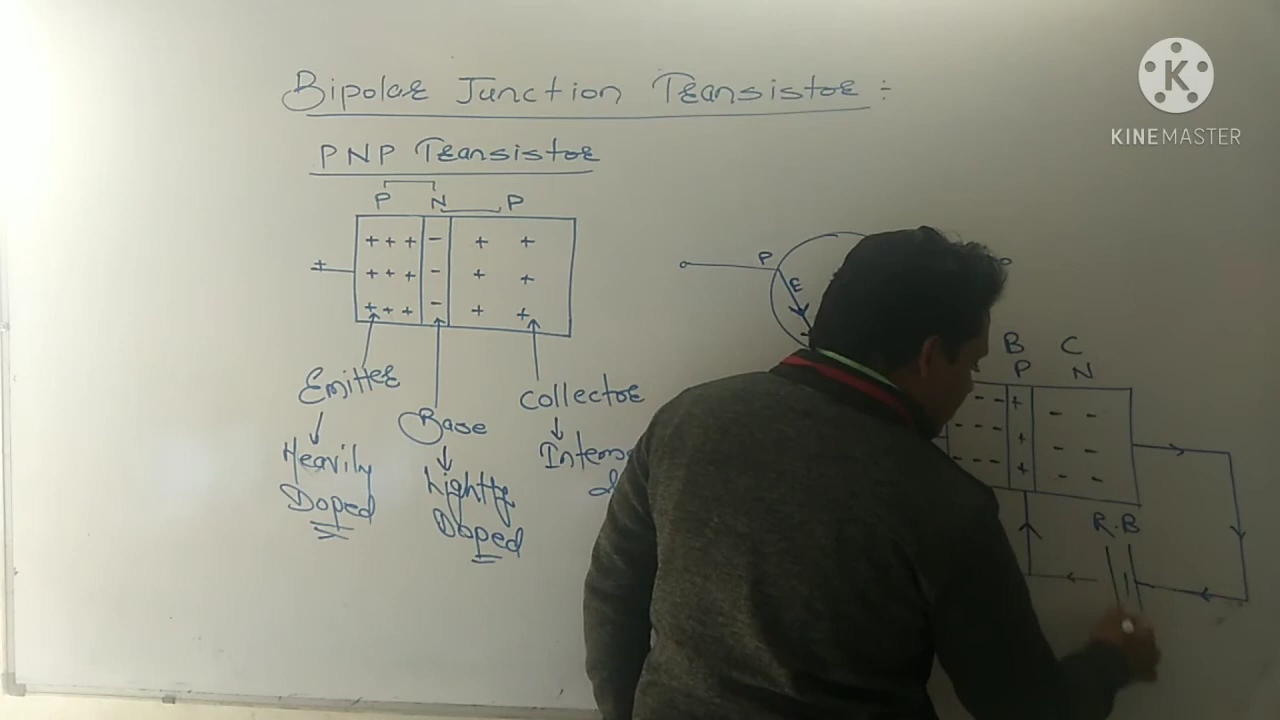 Bipolar Junction Transistor :-
PNP Transistor
P N P
+ + + - + +
+ + + + - + +
+ + + - + +
Emitter
Heavily
Doped
Base
Lightly
Doped
Collector
P
E
B C
P N
- - + - -
- - - + - -
- - - + - -
R.B
K
KINEMASTER